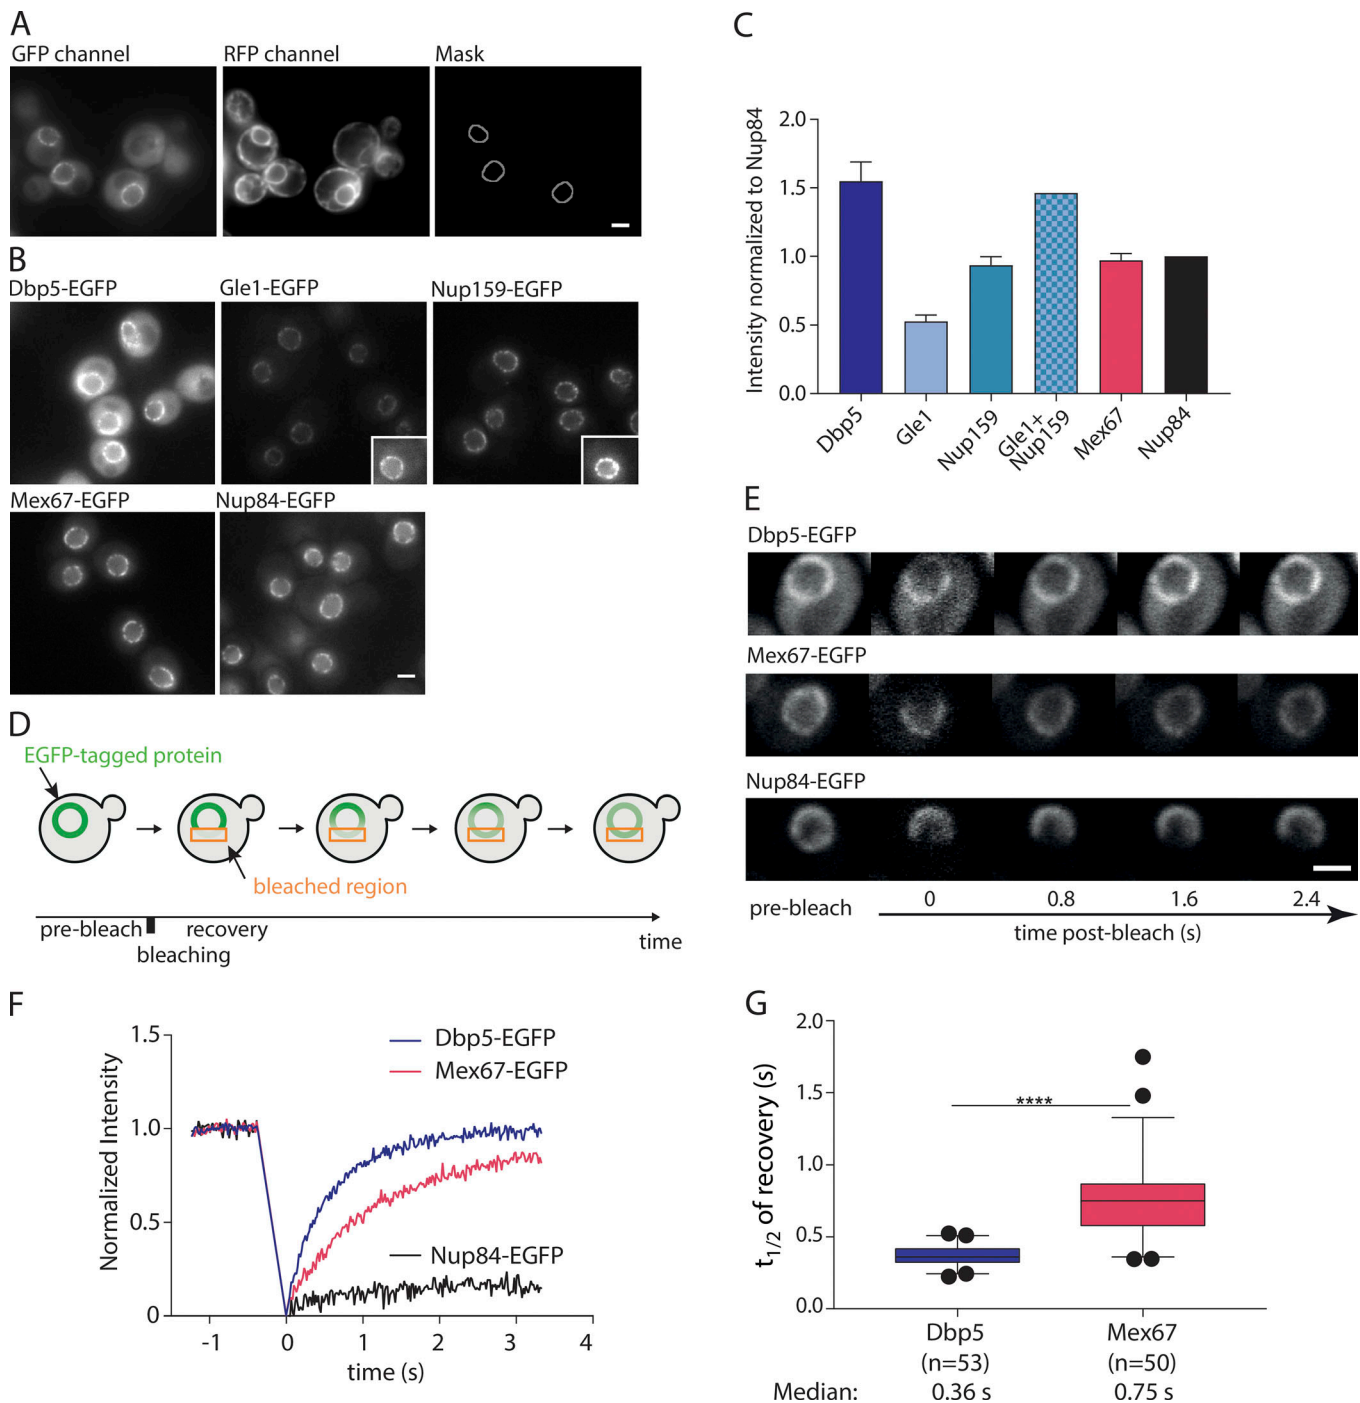 A
GFP channel
RFP channel
Mask
B
Dbp5-EGFP
Gle1-EGFP
Nup159-EGFP
Mex67-EGFP
Nup84-EGFP
C
Intensity normalized to Nup84
2.0
1.5
1.0
0.5
0.0
Dbp5
Gle1
Nup159
Gle1+
Nup159
Mex67
Nup84
D
EGFP-tagged protein
bleached region
pre-bleach
bleaching
recovery
time
E
Dbp5-EGFP
Mex67-EGFP
Nup84-EGFP
pre-bleach
0
0.8
1.6
2.4
time post-bleach (s)
F
Normalized Intensity
1.5
1.0
0.5
0
Dbp5-EGFP
Mex67-EGFP
Nup84-EGFP
-1
0
1
2
3
4
time (s)
G
t1/2 of recovery (s)
2.0
1.5
1.0
0.5
0.0
****
Dbp5
(n=53)
Mex67
(n=50)
Median:
0.36 s
0.75 s